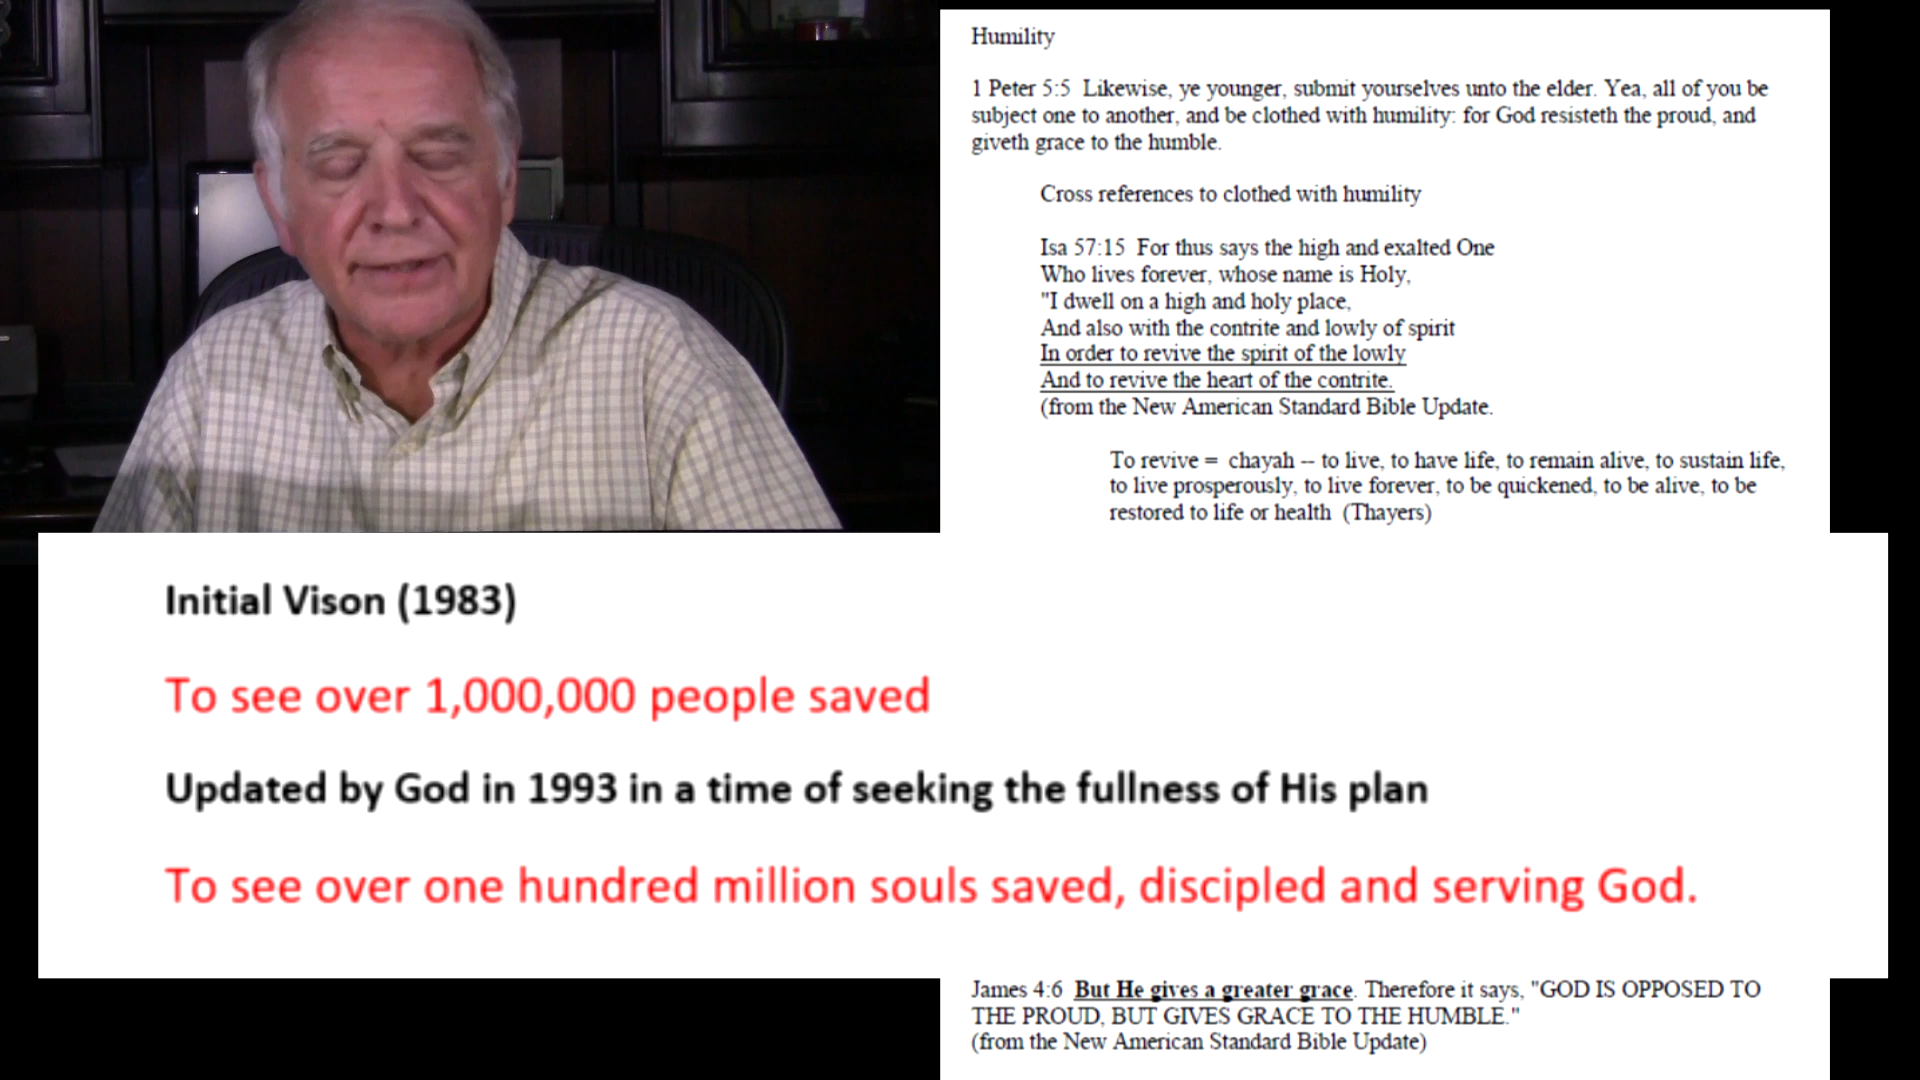 Humility
1 Peter 5:5  Likewise, ye younger, submit yourselves unto the elder. Yea, all of you be
subject one to another, and be clothed with humility: for God resisteth the proud, and
giveth grace to the humble.
Cross references to clothed with humility
Isa 57:15  For thus says the high and exalted One
Who lives forever, whose name is Holy,
"I dwell on a high and holy place,
And also with the contrite and lowly of spirit
In order to revive the spirit of the lowly
And to revive the heart of the contrite.
(from the New American Standard Bible Update.
To revive =  chayah -- to live, to have life, to remain alive, to sustain life,
to live prosperously, to live forever, to be quickened, to be alive, to be
restored to life or health  (Thayers)
Initial Vison (1983)
To see over 1,000,000 people saved
Updated by God in 1993 in a time of seeking the fullness of His plan
To see over one hundred million souls saved, discipled and serving God.
James 4:6  But He gives a greater grace. Therefore it says, "GOD IS OPPOSED TO
THE PROUD, BUT GIVES GRACE TO THE HUMBLE."
(from the New American Standard Bible Update)